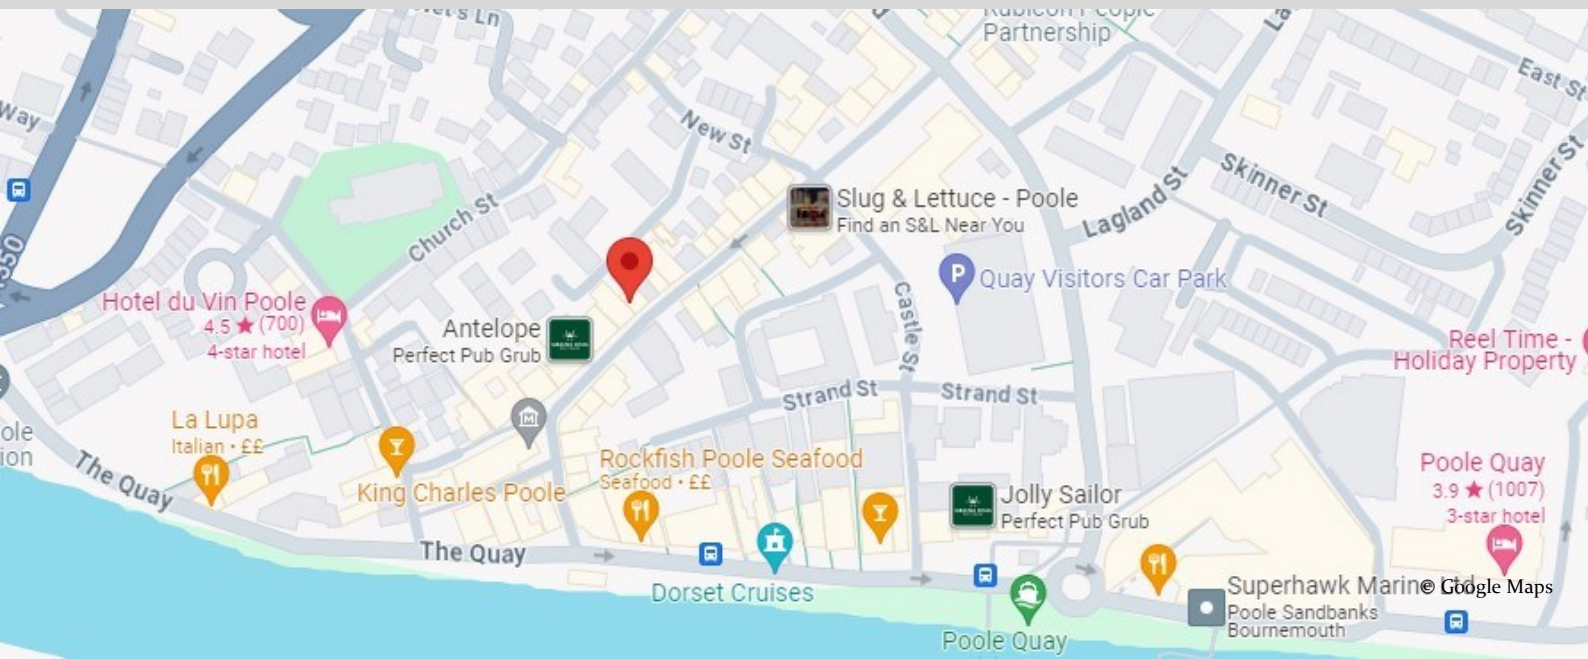 Partnership
East St
Way
New St
Skinner St
Skinner St
Slug & Lettuce - Poole
Find an S&L Near You
Lagland St
Church St
P
Quay Visitors Car Park
Hotel du Vin Poole
4.5 ★ (700)
4-star hotel
Antelope
Perfect Pub Grub
Castle St
Reel Time -
Holiday Property
Strand St
Strand St
La Lupa
Italian • ££
The Quay
King Charles Poole
Rockfish Poole Seafood
Seafood • ££
Jolly Sailor
Perfect Pub Grub
Poole Quay
3.9 ★ (1007)
3-star hotel
The Quay
Dorset Cruises
Poole Quay
Superhawk Marine Ltd
Poole Sandbanks
Bournemouth
© Google Maps